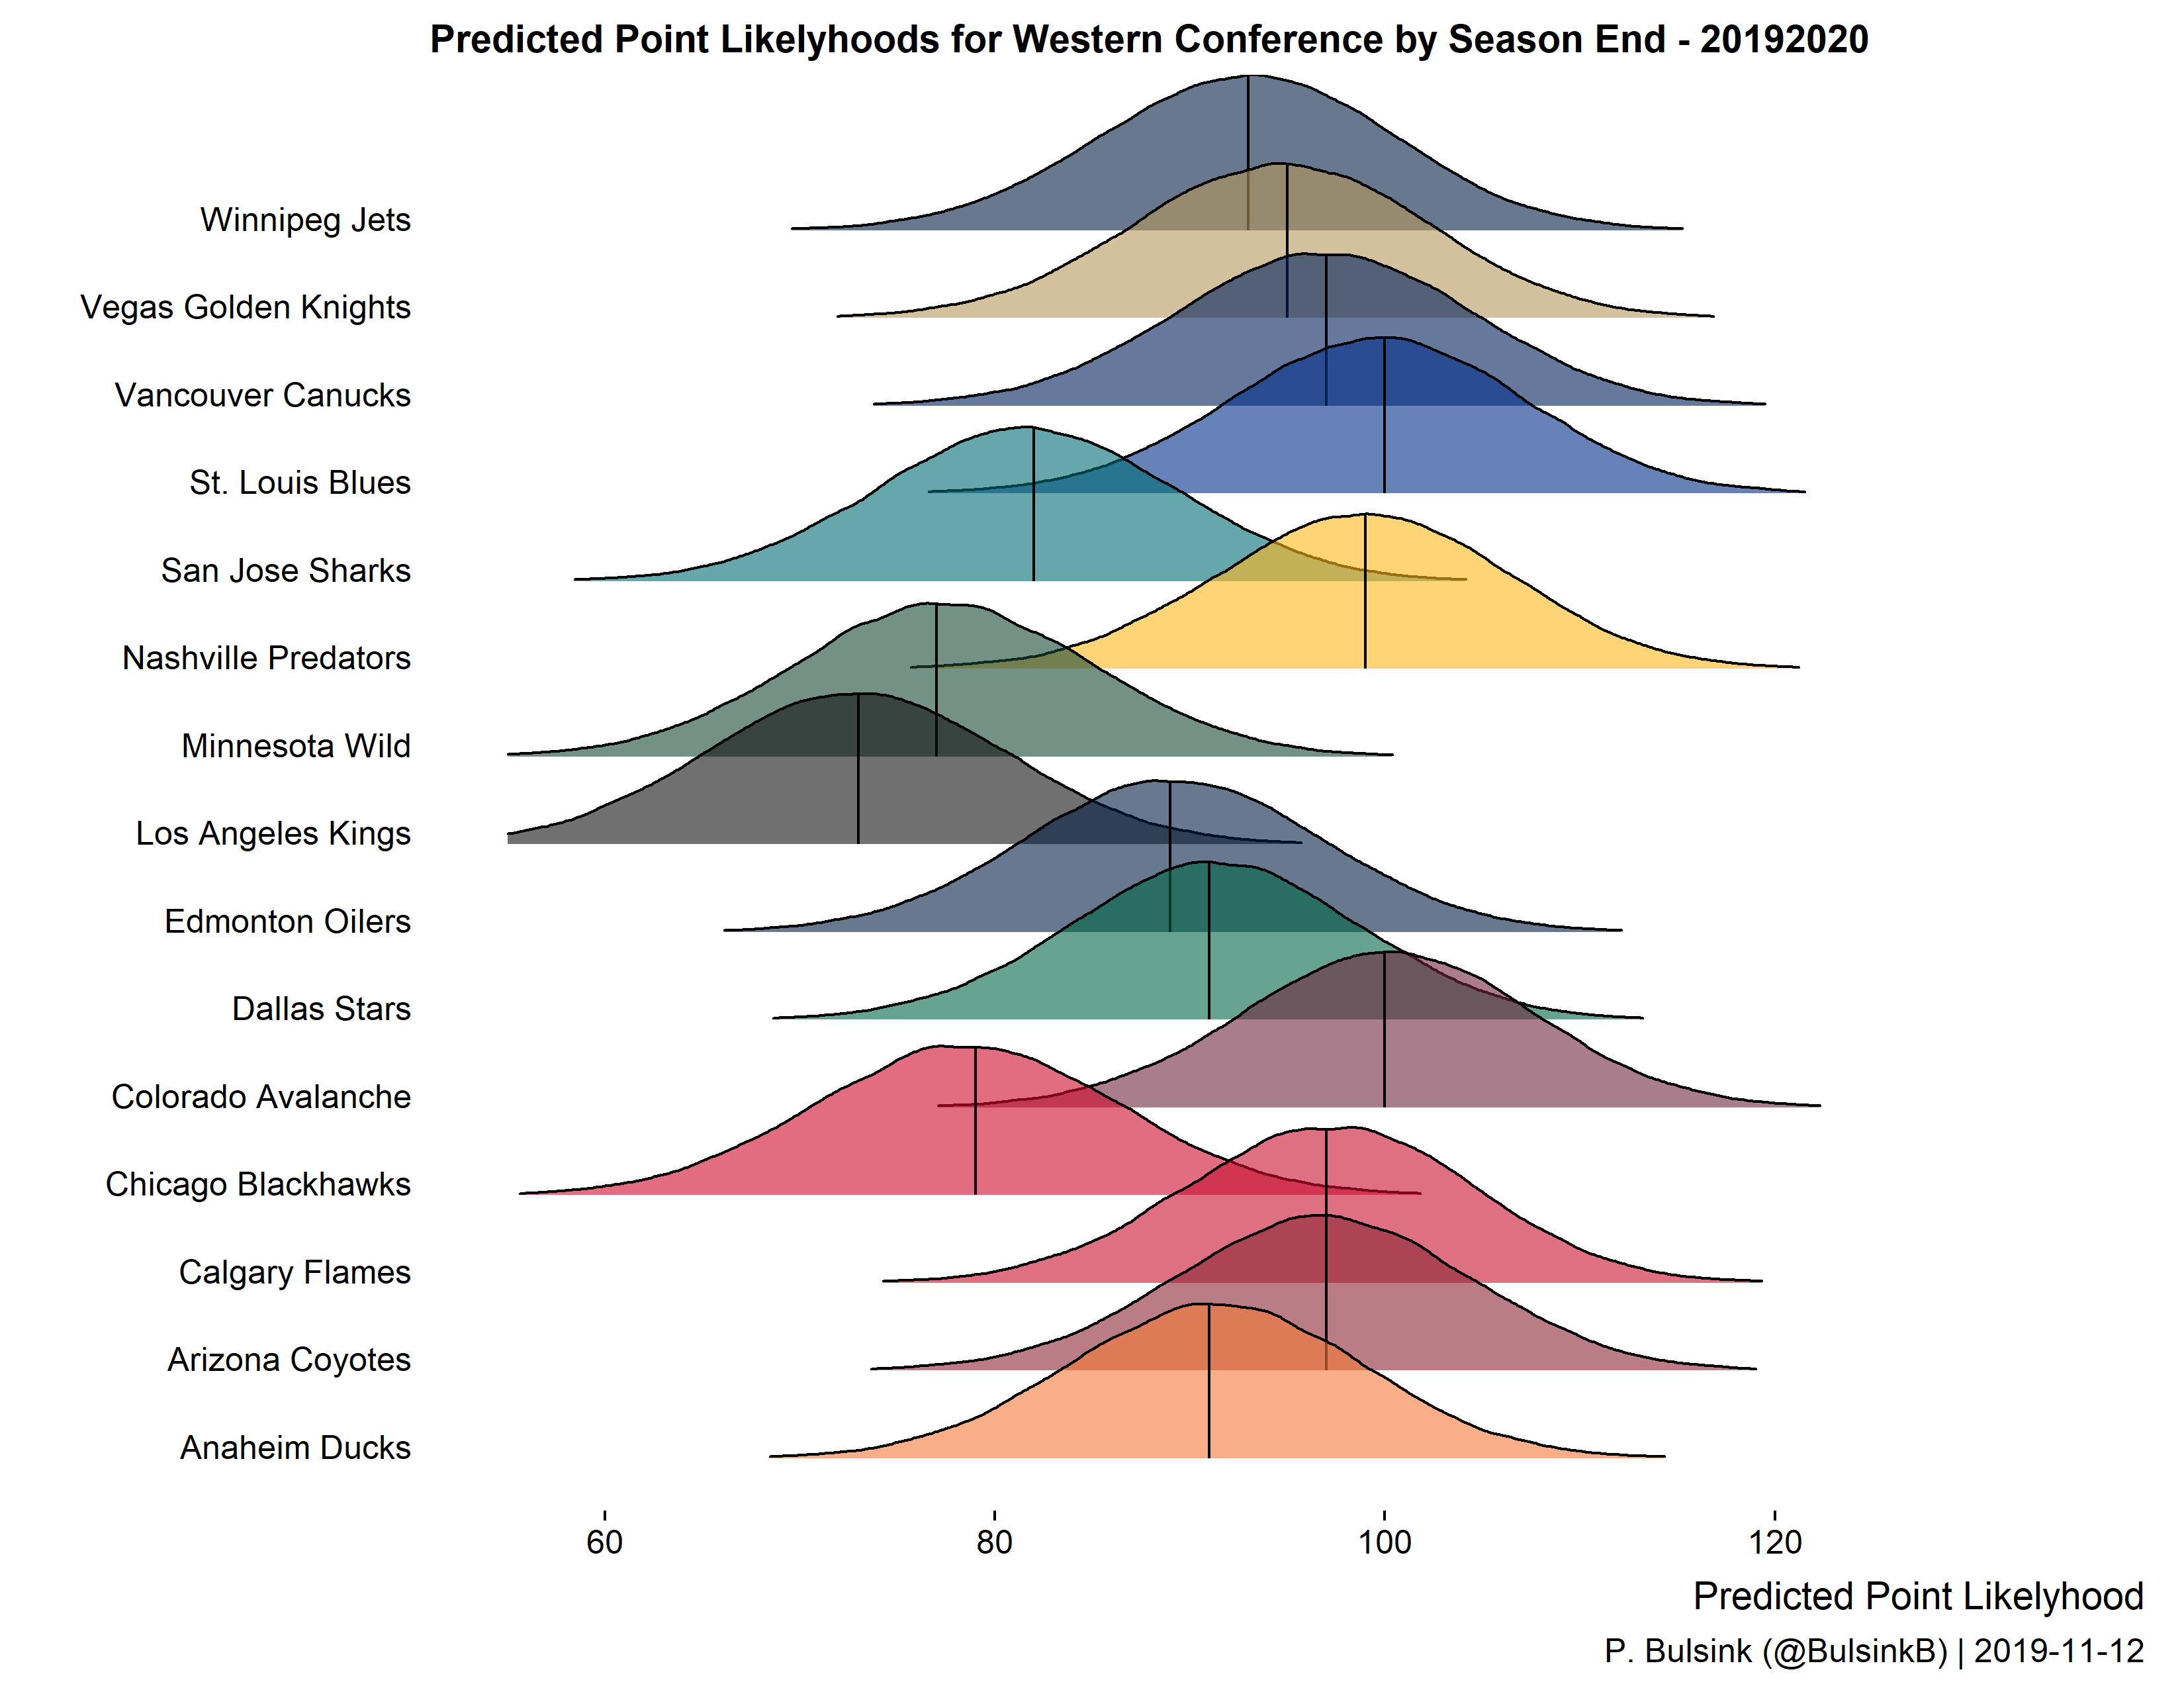 Predicted Point Likelyhoods for Western Conference by Season End - 20192020
Winnipeg Jets
Vegas Golden Knights
Vancouver Canucks
St. Louis Blues
San Jose Sharks
Nashville Predators
Minnesota Wild
Los Angeles Kings
Edmonton Oilers
Dallas Stars
Colorado Avalanche
Chicago Blackhawks
Calgary Flames
Arizona Coyotes
Anaheim Ducks
60 80 100 120
Predicted Point Likelyhood
P. Bulsink (@BulsinkB) | 2019-11-12